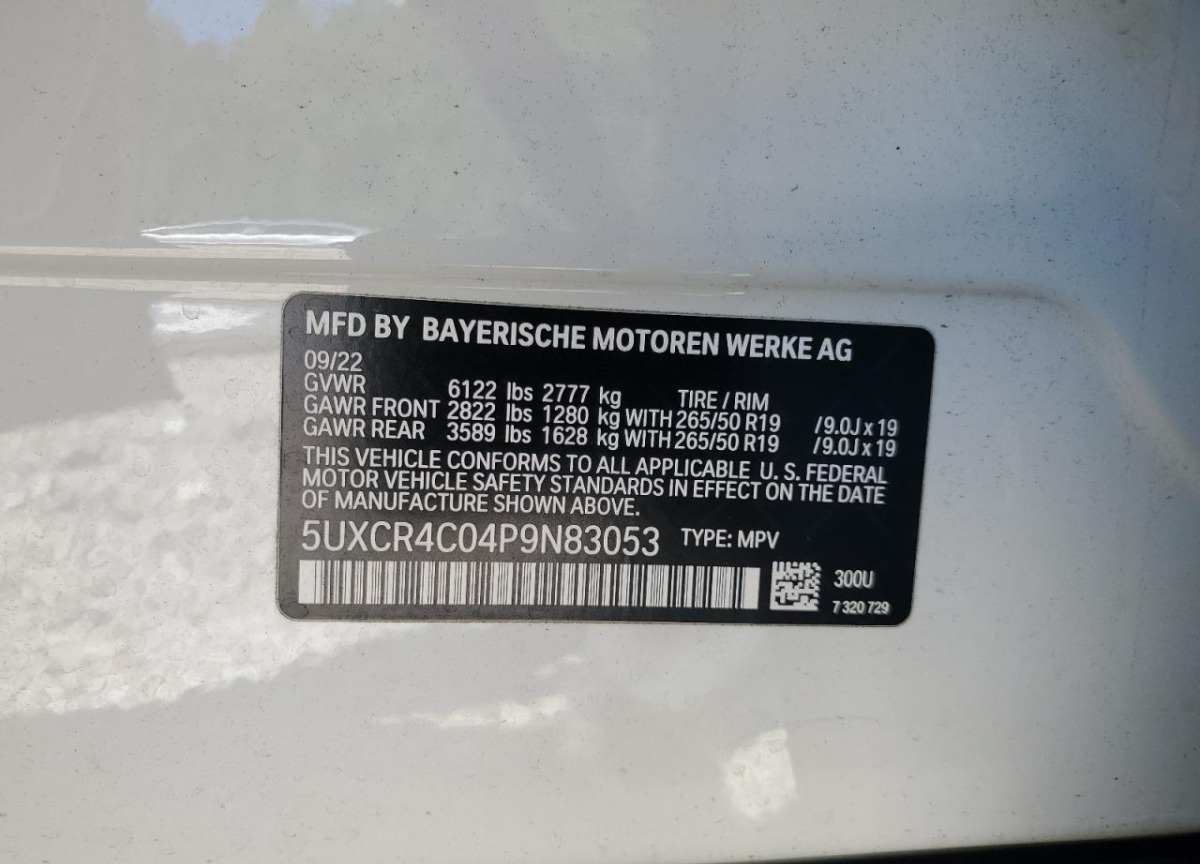 MFD BY BAYERISCHE MOTOREN WERKE AG
09/22
GVWR 6122 lbs 2777 kg TIRE / RIM
GAWR FRONT 2822 lbs 1280 kg WITH 265/50 R19 /9.0J x 19
GAWR REAR 3589 lbs 1628 kg WITH 265/50 R19 /9.0J x 19
THIS VEHICLE CONFORMS TO ALL APPLICABLE U. S. FEDERAL
MOTOR VEHICLE SAFETY STANDARDS IN EFFECT ON THE DATE
OF MANUFACTURE SHOWN ABOVE.
5UXCR4C04P9N83053 TYPE: MPV
300U
7 320 729